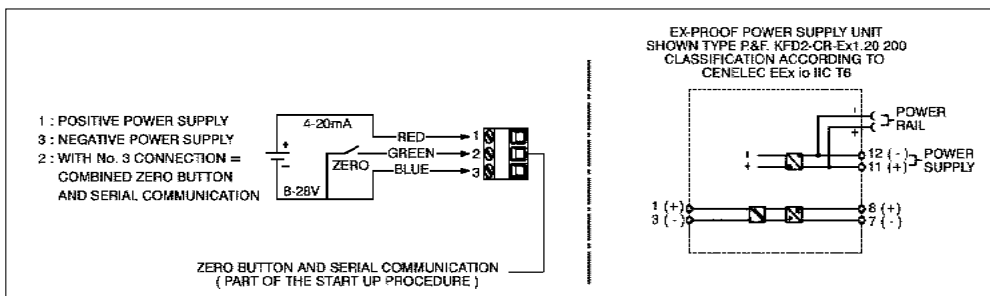 1 : POSITIVE POWER SUPPLY
3 : NEGATIVE POWER SUPPLY
2 : WITH No. 3 CONNECTION =
COMBINED ZERO BUTTON
AND SERIAL COMMUNICATION
4-20mA
+
-
8-28V
ZERO
RED
GREEN
BLUE
1
2
3
ZERO BUTTON AND SERIAL COMMUNICATION
( PART OF THE START UP PROCEDURE )
EX-PROOF POWER SUPPLY UNIT
SHOWN TYPE P.&F. KFD2-CR-Ex1.20 200
CLASSIFICATION ACCORDING TO
CENELEC EEx io IIC T6
-
+
POWER
RAIL
-
+
12 (-)
11 (+)
POWER
SUPPLY
1 (+)
3 (-)
8 (+)
7 (-)